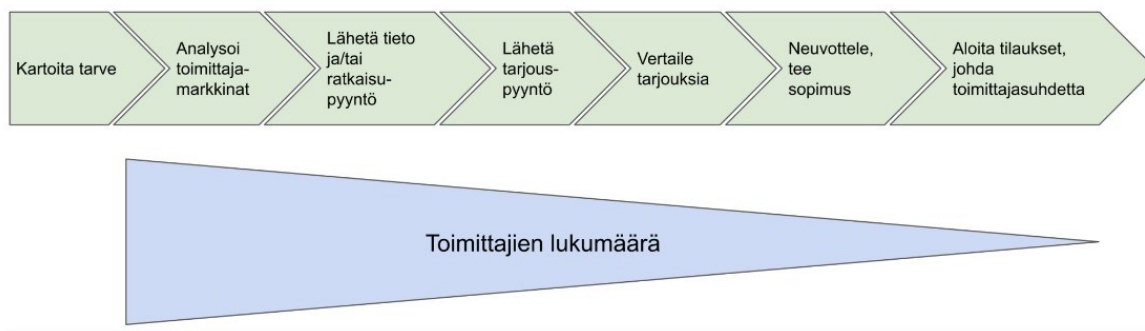 Kartoita tarve
Analysoi
toimittaja-
markkinat
Lähetä tieto
ja/tai
ratkaisu-
pyyntö
Lähetä
tarjous-
pyyntö
Vertaile
tarjouksia
Neuvottele,
tee
sopimus
Aloita tilaukset,
johda
toimittajasuhdetta
Toimittajien lukumäärä